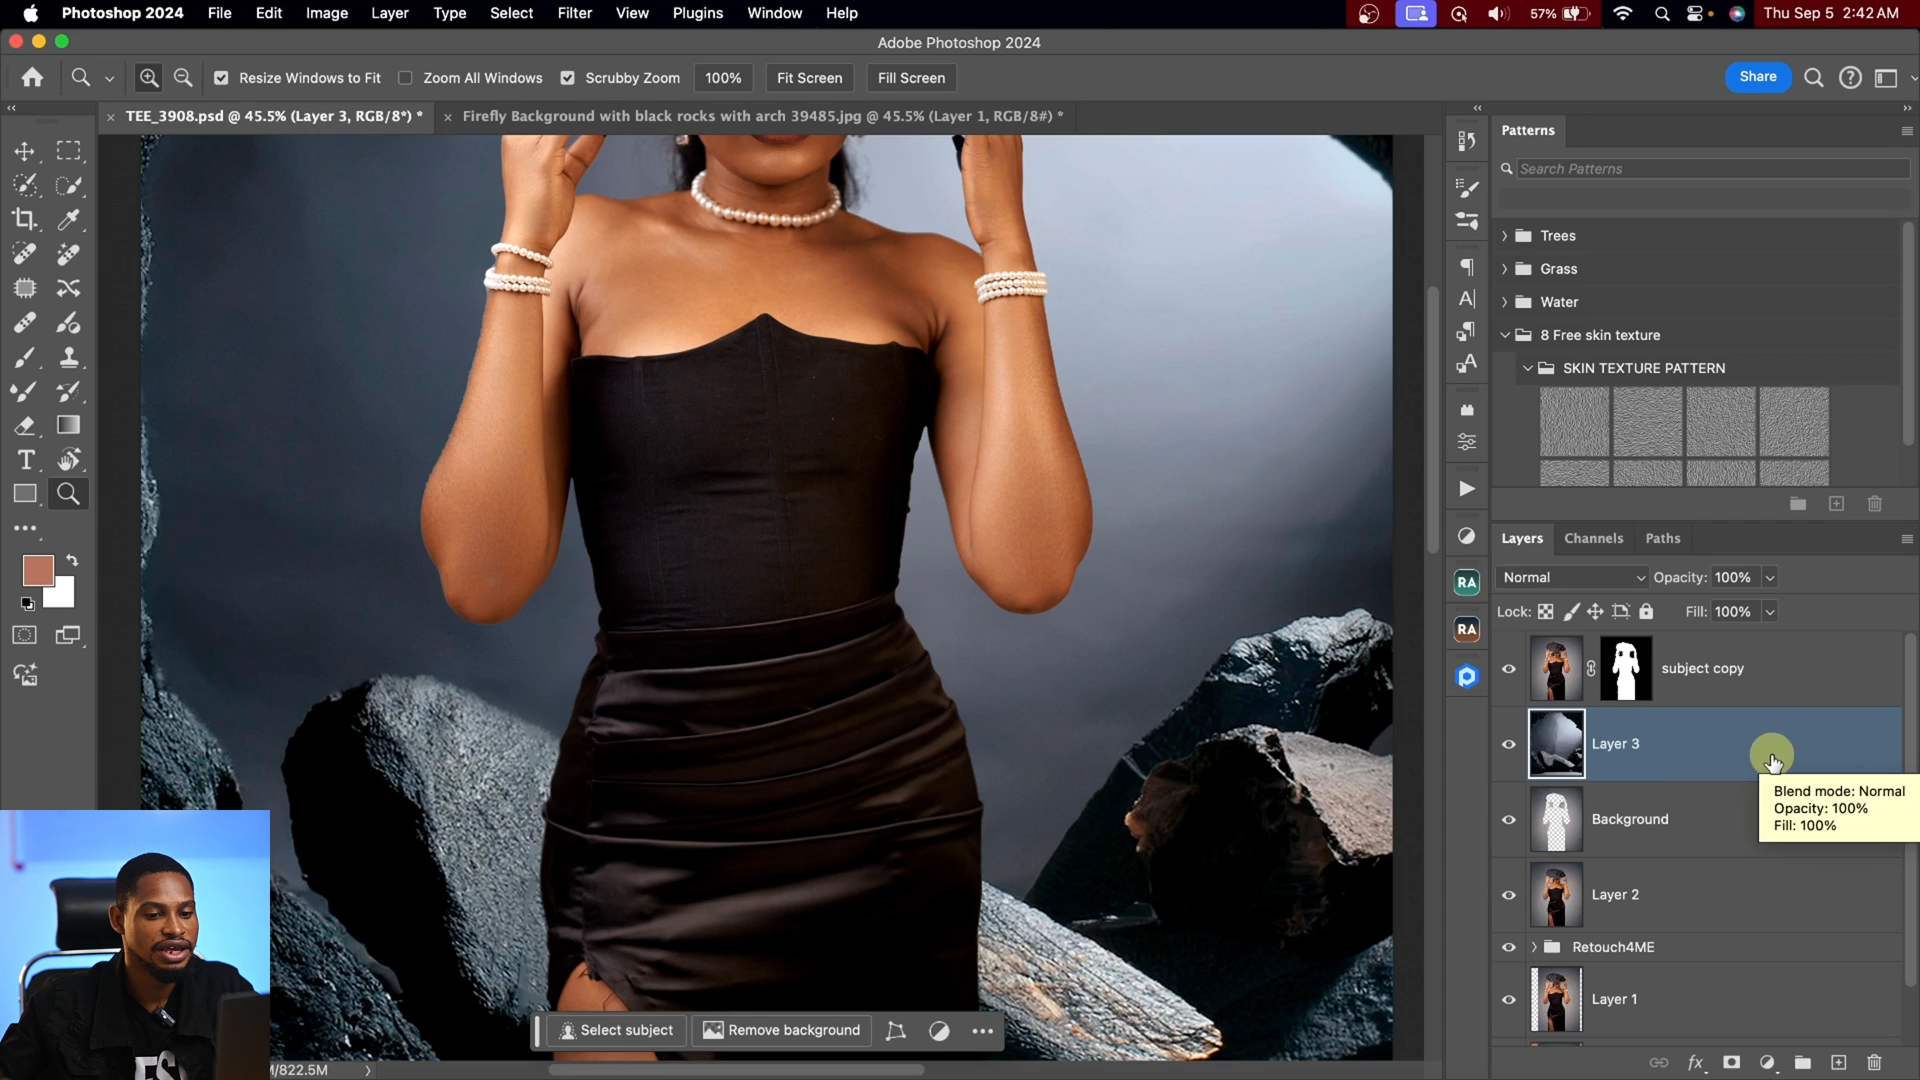 Photoshop 2024 File Edit Image Layer Type Select Filter View Plugins Window Help 57% Thu Sep 5 2:42 AM
Adobe Photoshop 2024
Resize Windows to Fit Zoom All Windows Scrubby Zoom 100% Fit Screen Fill Screen Share
TEE_3908.psd @ 45.5% (Layer 3, RGB/8*) * Firefly Background with black rocks with arch 39485.jpg @ 45.5% (Layer 1, RGB/8#) *
Patterns
Search Patterns
Trees
Grass
Water
8 Free skin texture
SKIN TEXTURE PATTERN
Layers Channels Paths
Normal Opacity: 100%
Lock: Fill: 100%
RA
RA
subject copy
Layer 3
Blend mode: Normal
Opacity: 100%
Fill: 100%
Background
Layer 2
Retouch4ME
Layer 1
Select subject Remove background
M/822.5M
fx